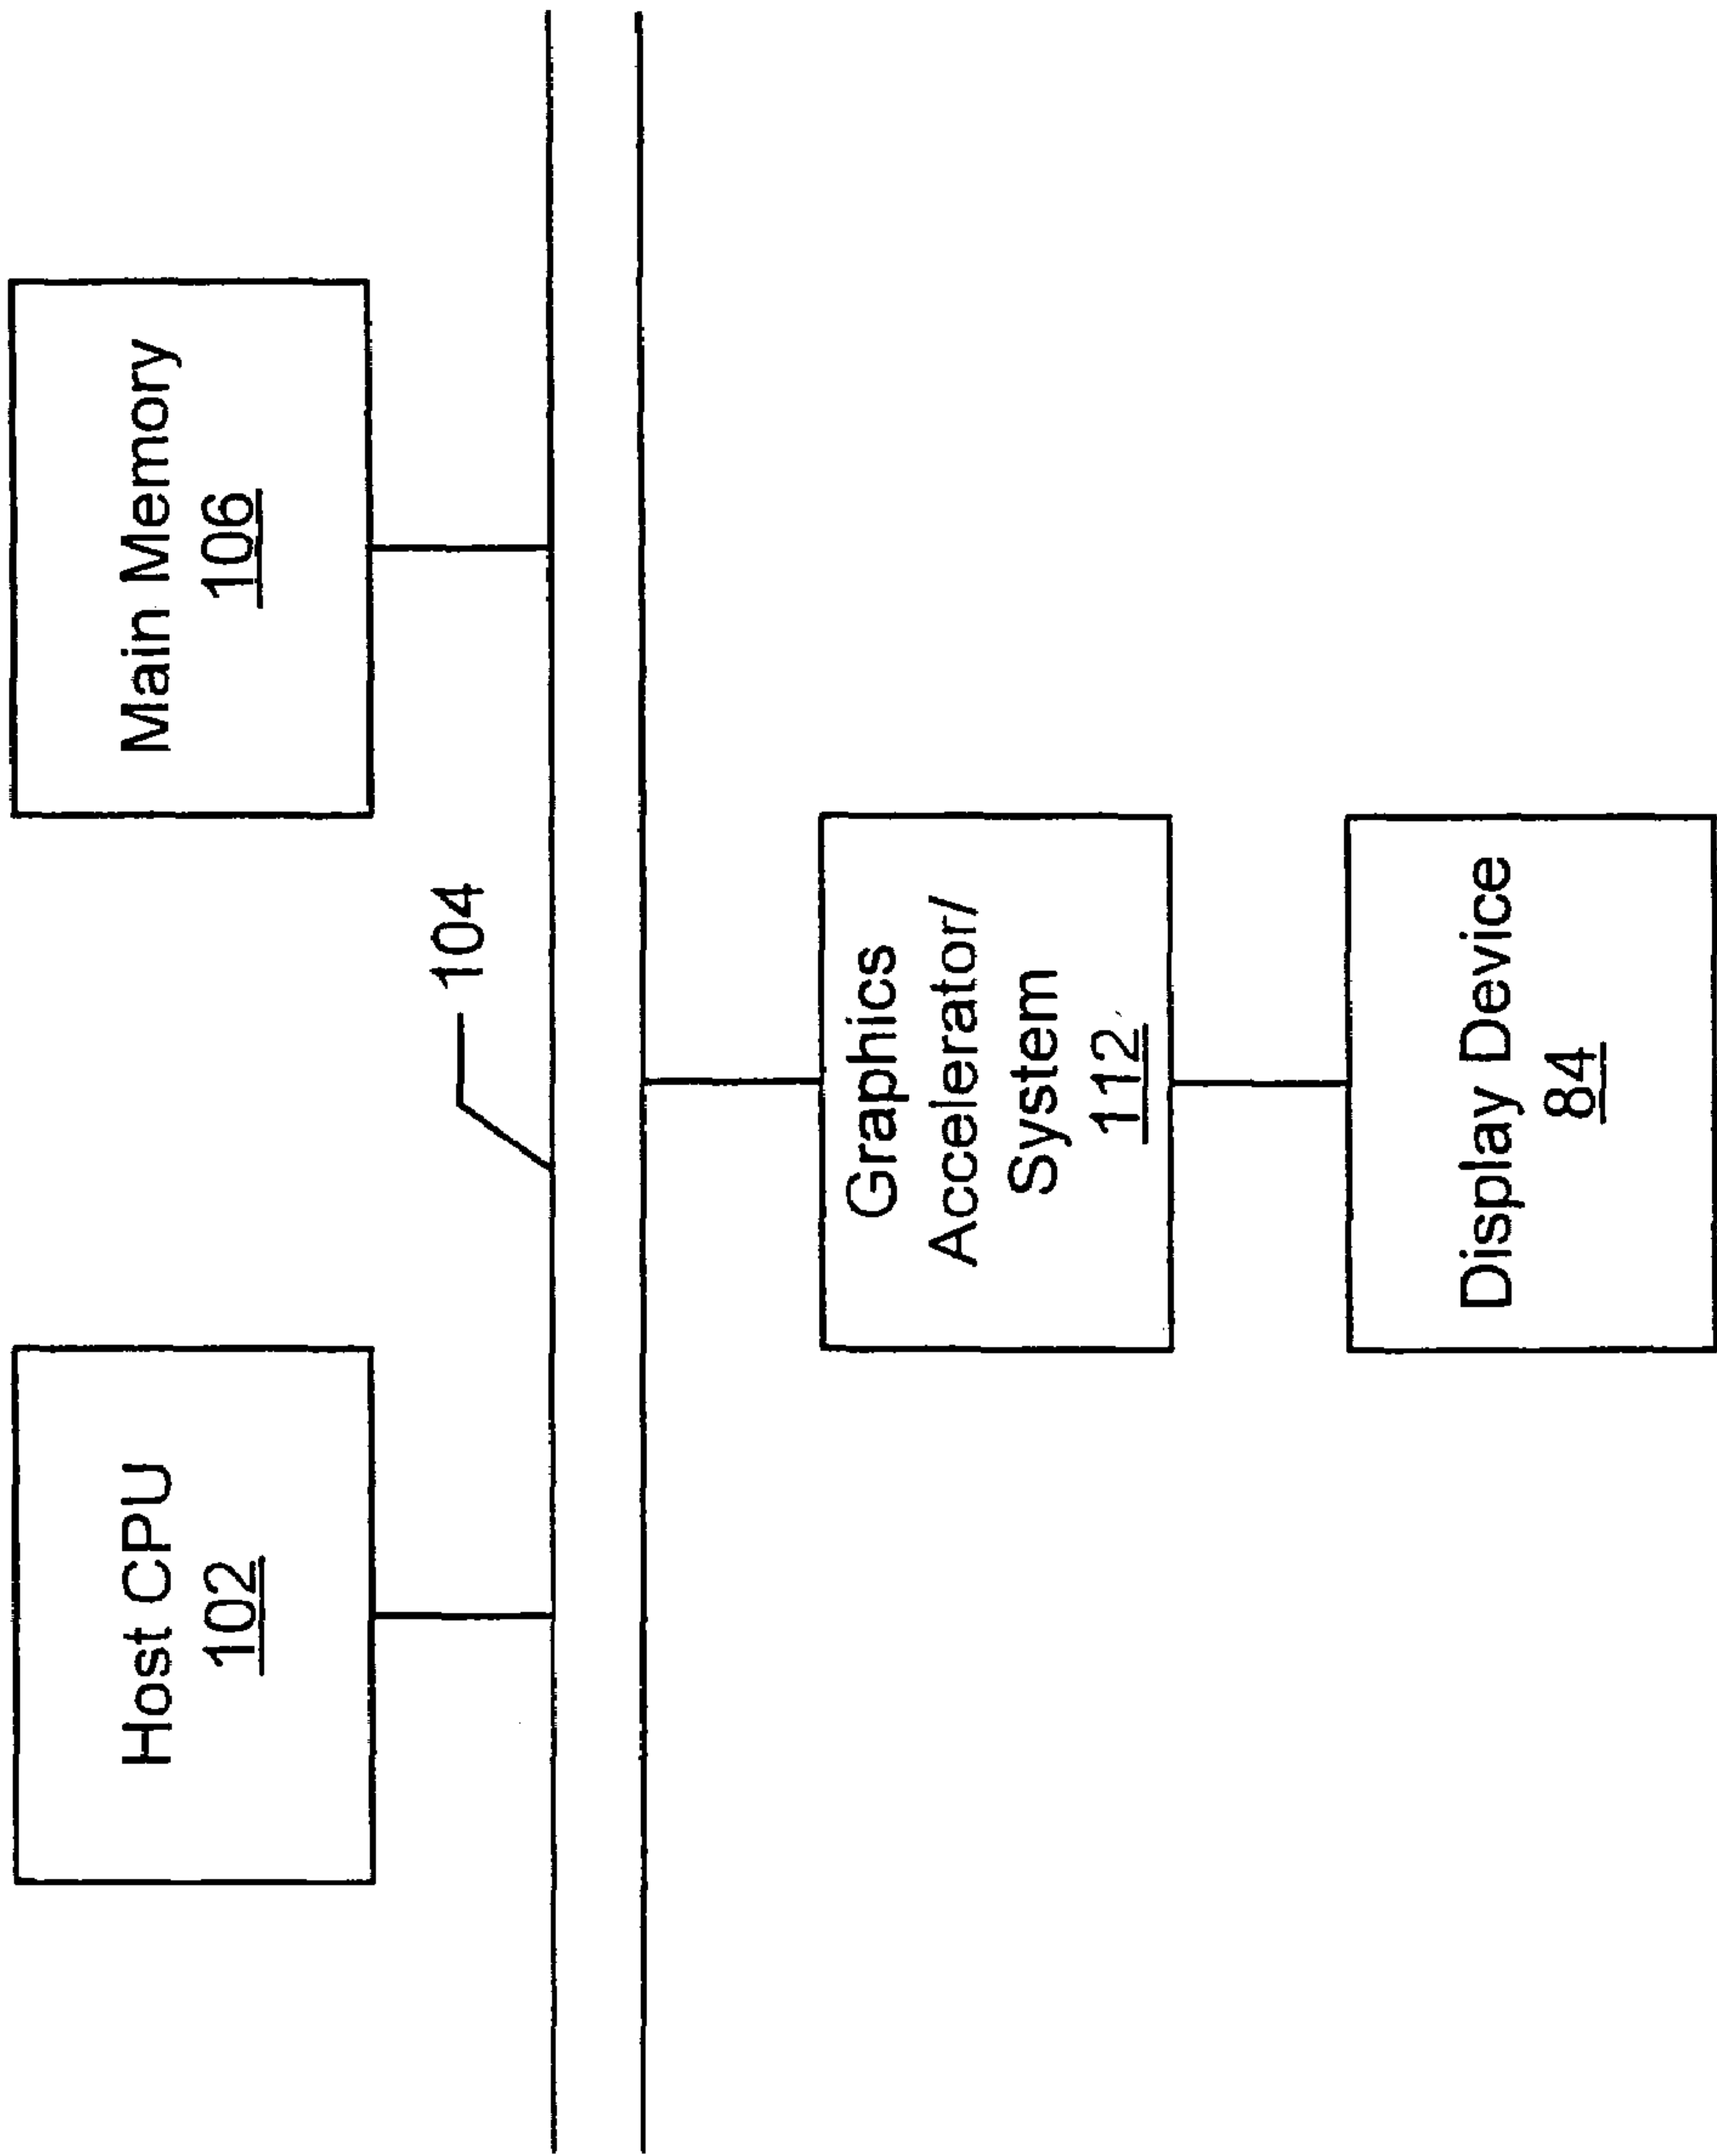 Host CPU
102
Main Memory
106
104
Graphics
Accelerator/
System
112
Display Device
84